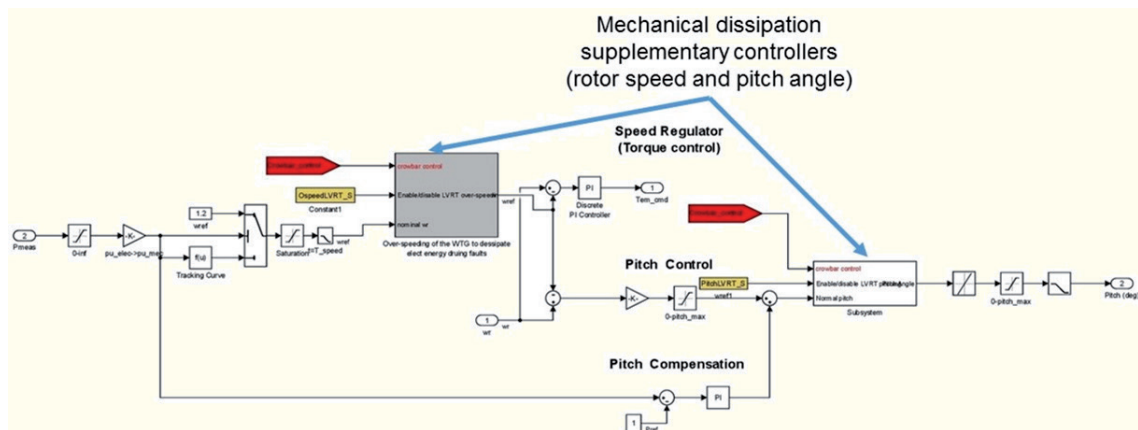 Mechanical dissipation
supplementary controllers
(rotor speed and pitch angle)
Speed Regulator
(Torque control)
crowbar control
OspeedLVRT_S
Constant1
Enable/disable LVRT over-speede
wref
nominal wr
Over-speeding of the WTG to dessipate
elect energy druing faults
PI
Discrete
PI Controller
1
Tem_cmd
1.2
wref
2
Pmeas
0-inf
-K-
pu_elec->pu_mec
f(u)
Tracking Curve
Saturation
wref
Pitch Control
PitchLVRT_S
wref1
-K-
0-pitch_max
1
wr
wr
crowbar control
Enable/disable LVRT
Normal pitch
Subsystem
0-pitch_max
2
Pitch (deg)
Pitch Compensation
PI
1